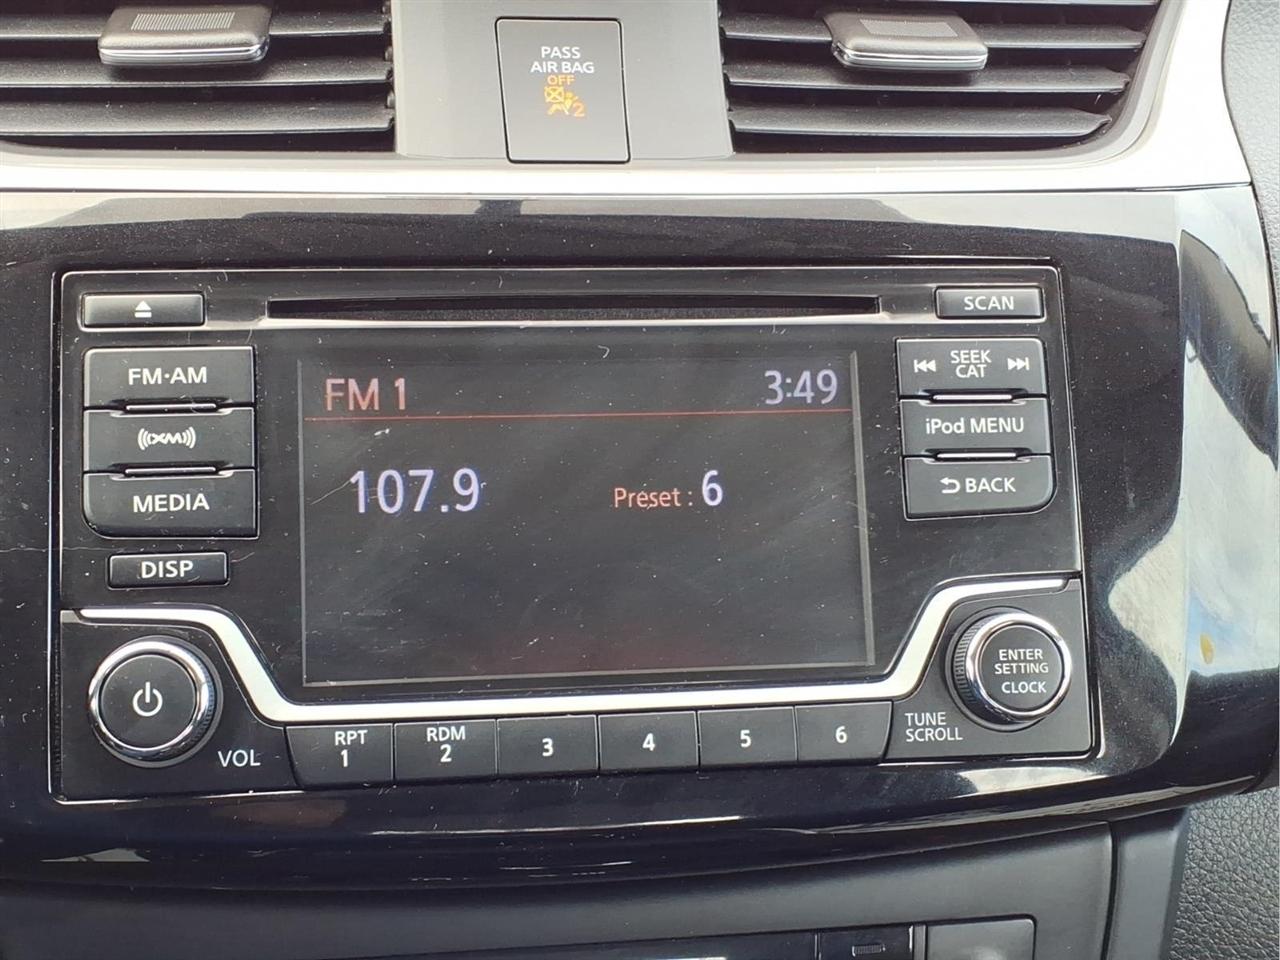 PASS
AIR BAG
OFF
2
SCAN
FM·AM
SEEK
CAT
FM 1
3:49
XM
iPod MENU
107.9
Preset : 6
MEDIA
BACK
DISP
ENTER
SETTING
CLOCK
VOL
RPT
1
RDM
2
3
4
5
6
TUNE
SCROLL